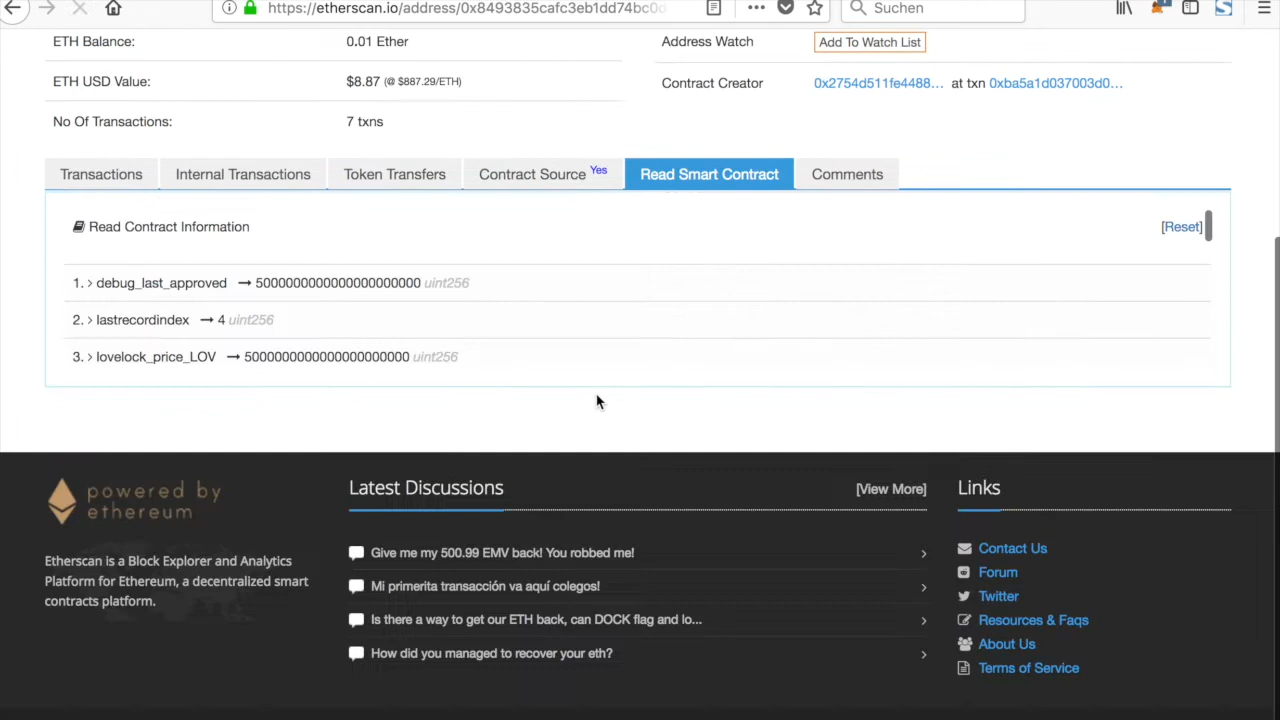 https://etherscan.io/address/0x8493835cafc3eb1dd74bc0d
Suchen
ETH Balance: 0.01 Ether
Address Watch Add To Watch List
ETH USD Value: $8.87 (@ $887.29/ETH)
Contract Creator 0x2754d511fe4488... at txn 0xba5a1d037003d0...
No Of Transactions: 7 txns
Transactions Internal Transactions Token Transfers Contract Source Yes Read Smart Contract Comments
Read Contract Information [Reset]
1. > debug_last_approved → 5000000000000000000000 uint256
2. > lastrecordindex → 4 uint256
3. > lovelock_price_LOV → 5000000000000000000000 uint256
powered by
ethereum
Etherscan is a Block Explorer and Analytics
Platform for Ethereum, a decentralized smart
contracts platform.
Latest Discussions [View More]
Give me my 500.99 EMV back! You robbed me!
Mi primerita transacción va aquí colegos!
Is there a way to get our ETH back, can DOCK flag and lo...
How did you managed to recover your eth?
Links
Contact Us
Forum
Twitter
Resources & Faqs
About Us
Terms of Service